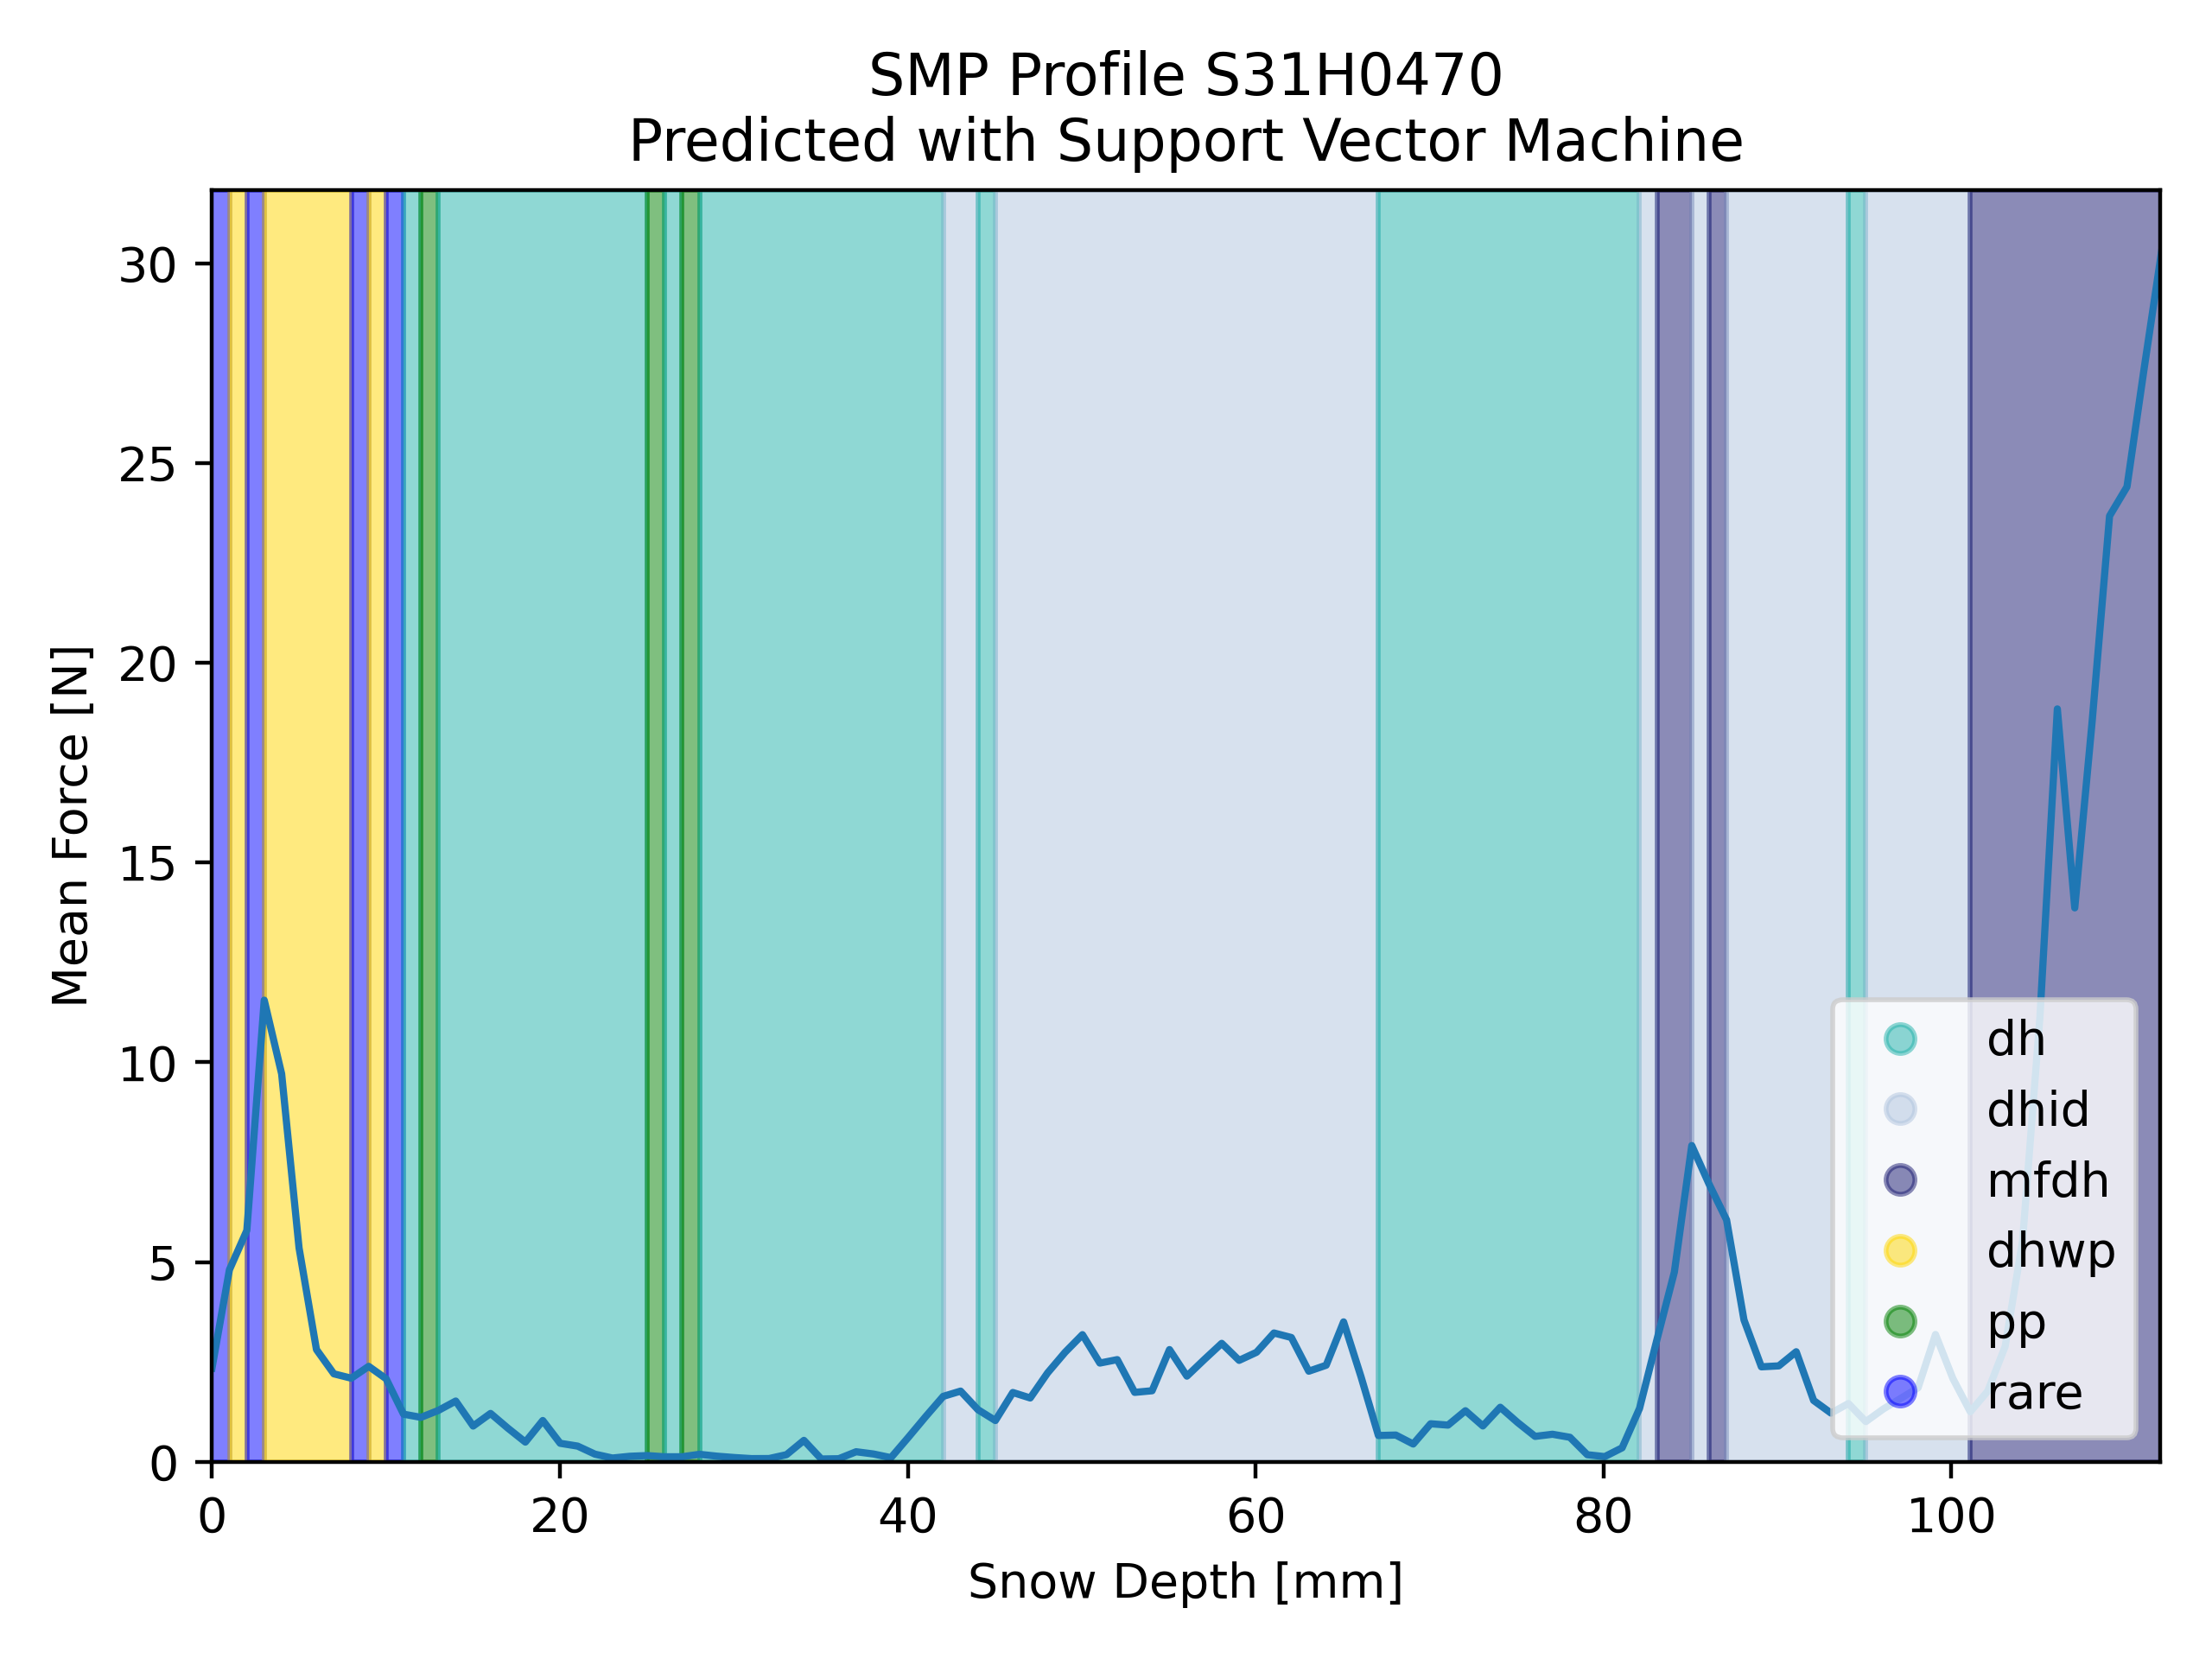 SMP Profile S31H0470
Predicted with Support Vector Machine
Mean Force [N]
30
25
20
15
10
5
0
dh
dhid
mfdh
dhwp
pp
rare
0 20 40 60 80 100
Snow Depth [mm]